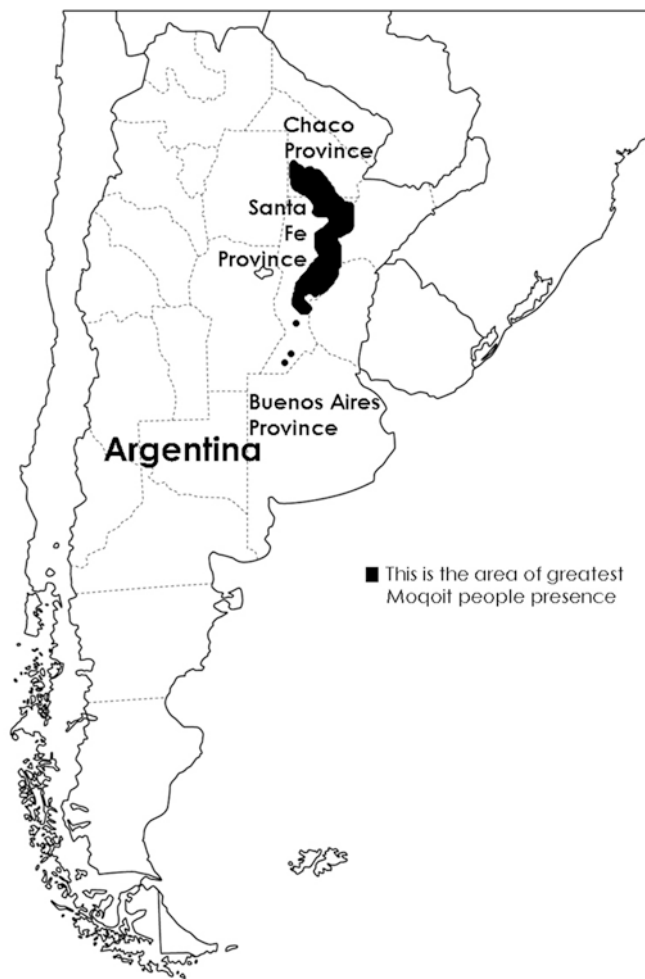 Chaco
Province
Santa
Fe
Province
Buenos Aires
Province
Argentina
This is the area of greatest
Moqoit people presence